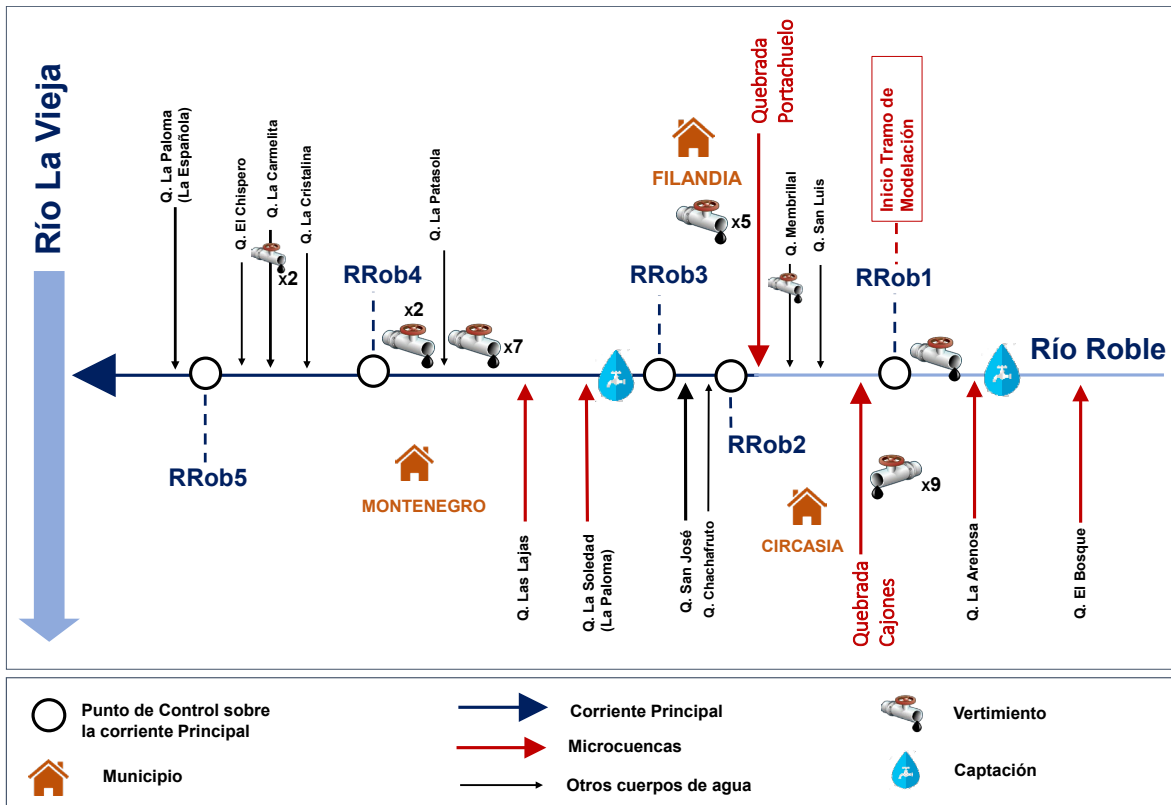 Río La Vieja
Q. La Paloma
(La Española)
Q. El Chispero
Q. La Carmelita
x2
Q. La Cristalina
RRob4
x2
Q. La Patasola
x7
FILANDIA
x5
Quebrada
Portachuelo
RRob3
Q. Membrillal
Q. San Luis
Inicio Tramo de
Modelación
RRob1
Río Roble
RRob5
MONTENEGRO
Q. Las Lajas
Q. La Soledad
(La Paloma)
Q. San José
Q. Chachafruto
RRob2
CIRCASIA
Quebrada
Cajones
x9
Q. La Arenosa
Q. El Bosque
Punto de Control sobre
la corriente Principal
Municipio
Corriente Principal
Microcuencas
Otros cuerpos de agua
Vertimiento
Captación